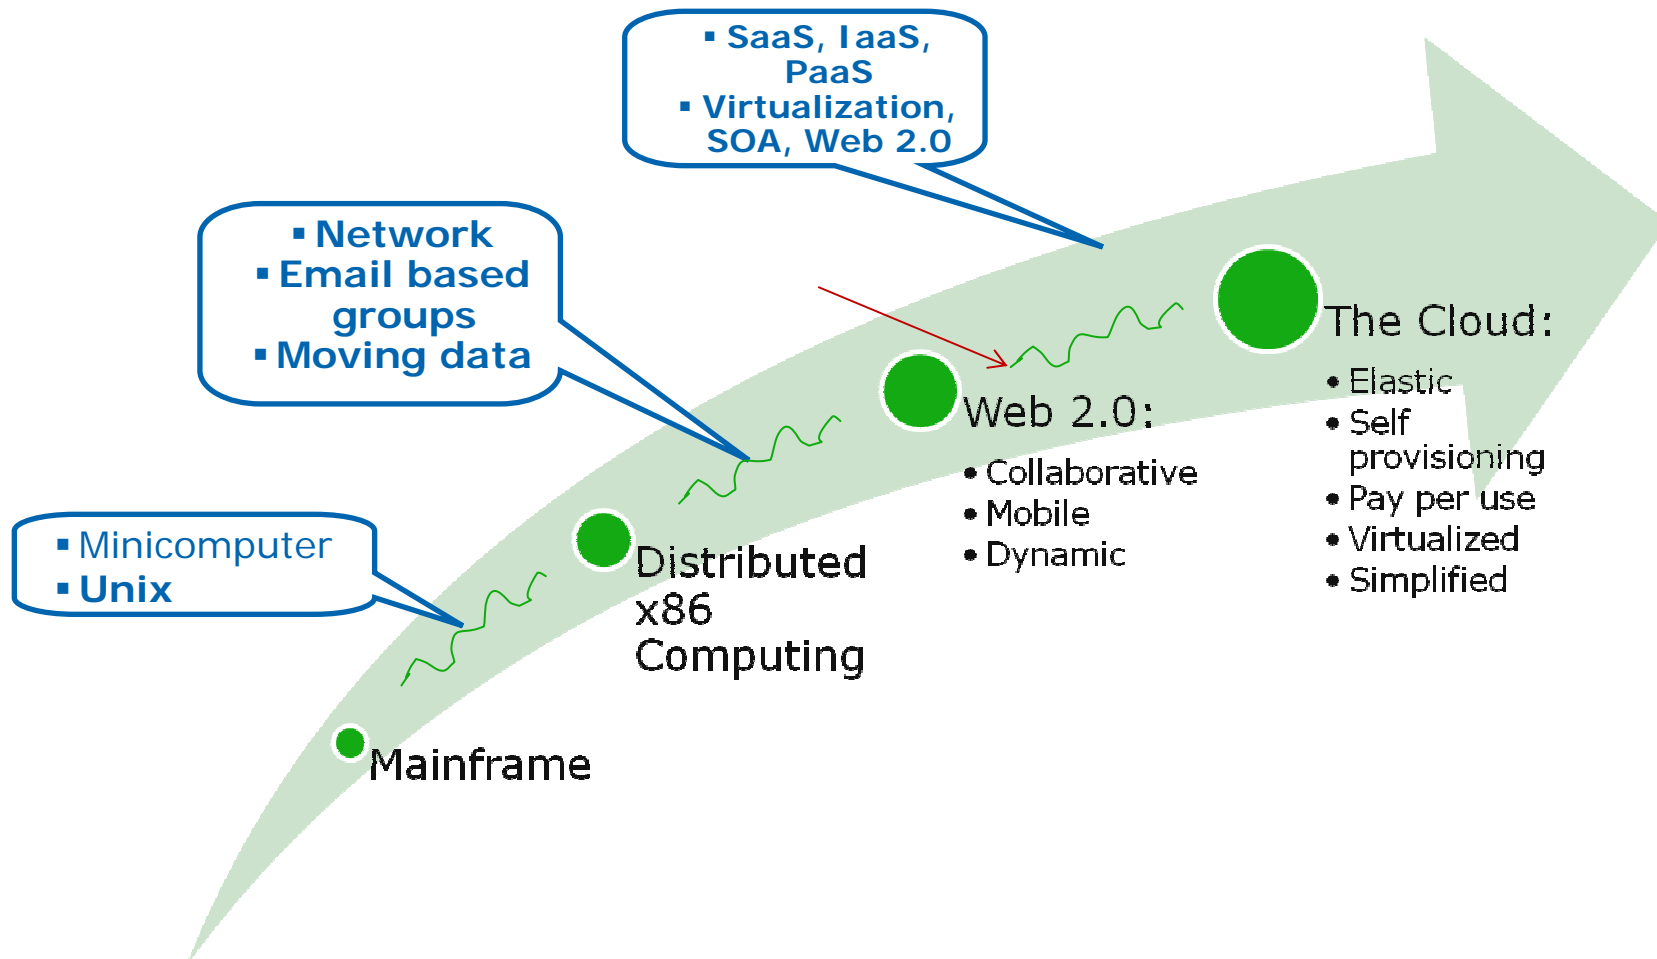 ▪ SaaS, IaaS,
PaaS
▪ Virtualization,
SOA, Web 2.0
▪ Network
▪ Email based
groups
▪ Moving data
▪ Minicomputer
▪ Unix
Mainframe
Distributed
x86
Computing
Web 2.0:
• Collaborative
• Mobile
• Dynamic
The Cloud:
• Elastic
• Self
provisioning
• Pay per use
• Virtualized
• Simplified